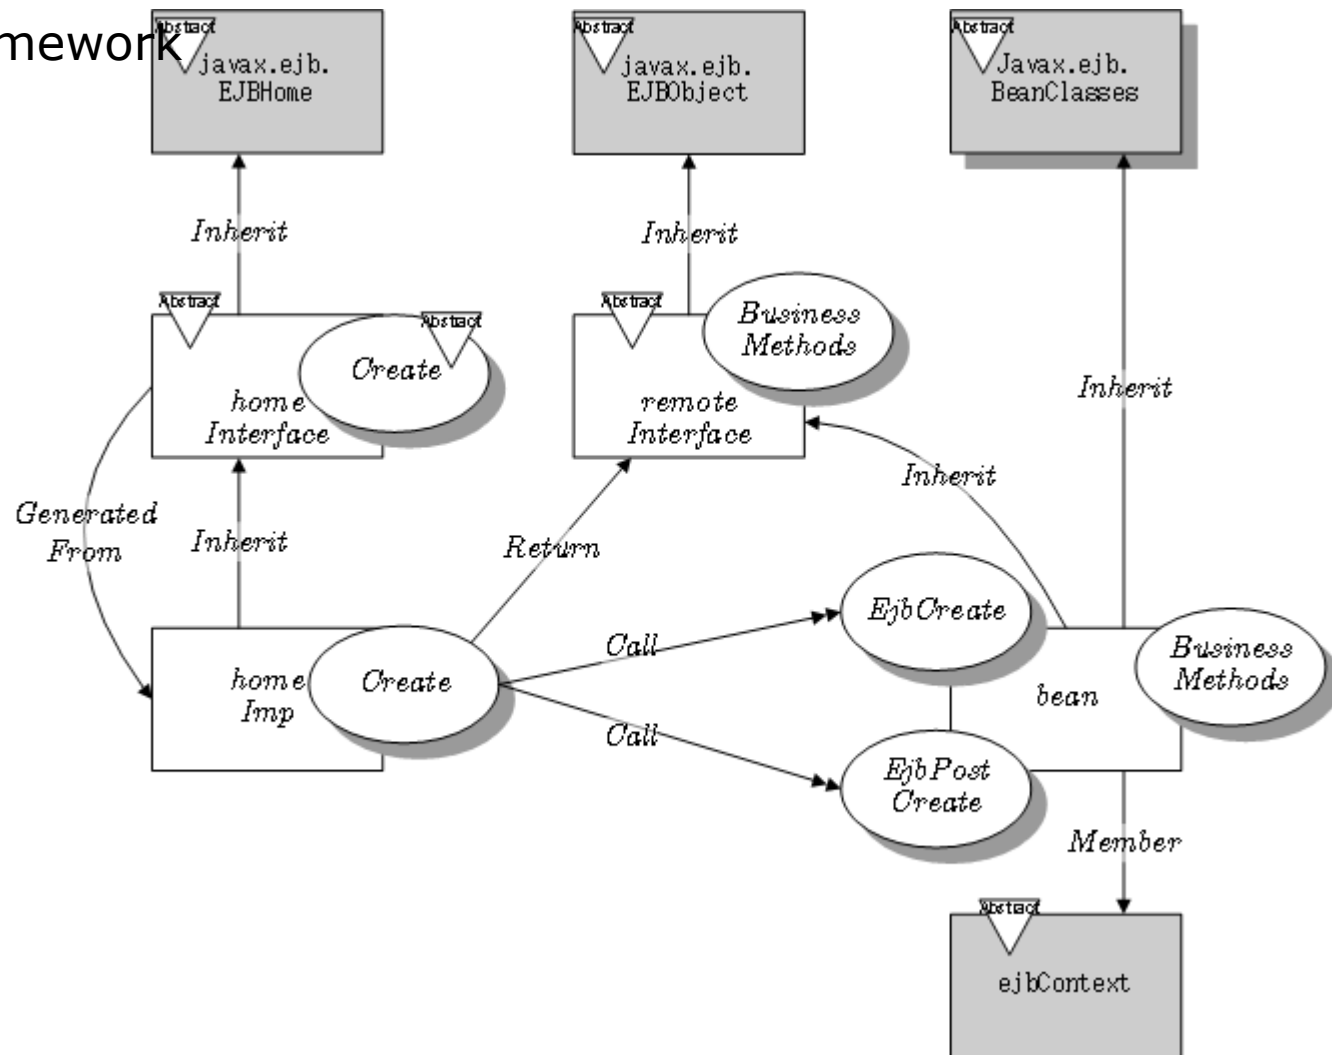 mework
Abstract
javax.ejb.
EJBHome
Abstract
javax.ejb.
EJBObject
Abstract
Javax.ejb.
BeanClasses
Inherit
Inherit
Inherit
Abstract
home
Interface
Abstract
Create
Abstract
remote
Interface
Business
Methods
Generated
From
Inherit
Return
Inherit
home
Imp
Create
Call
Call
EjbCreate
EjbPost
Create
bean
Business
Methods
Member
Abstract
ejbContext